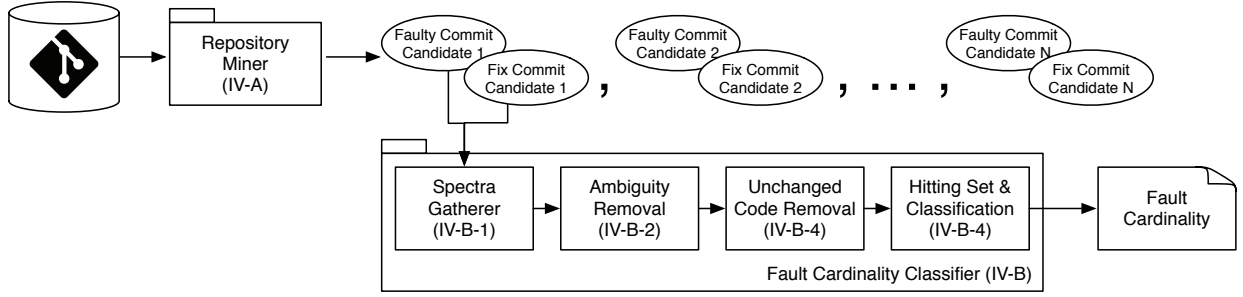 Repository
Miner
(IV-A)
Faulty Commit
Candidate 1
Fix Commit
Candidate 1
,
Faulty Commit
Candidate 2
Fix Commit
Candidate 2
, ... ,
Faulty Commit
Candidate N
Fix Commit
Candidate N
Spectra
Gatherer
(IV-B-1)
Ambiguity
Removal
(IV-B-2)
Unchanged
Code Removal
(IV-B-4)
Hitting Set &
Classification
(IV-B-4)
Fault
Cardinality
Fault Cardinality Classifier (IV-B)